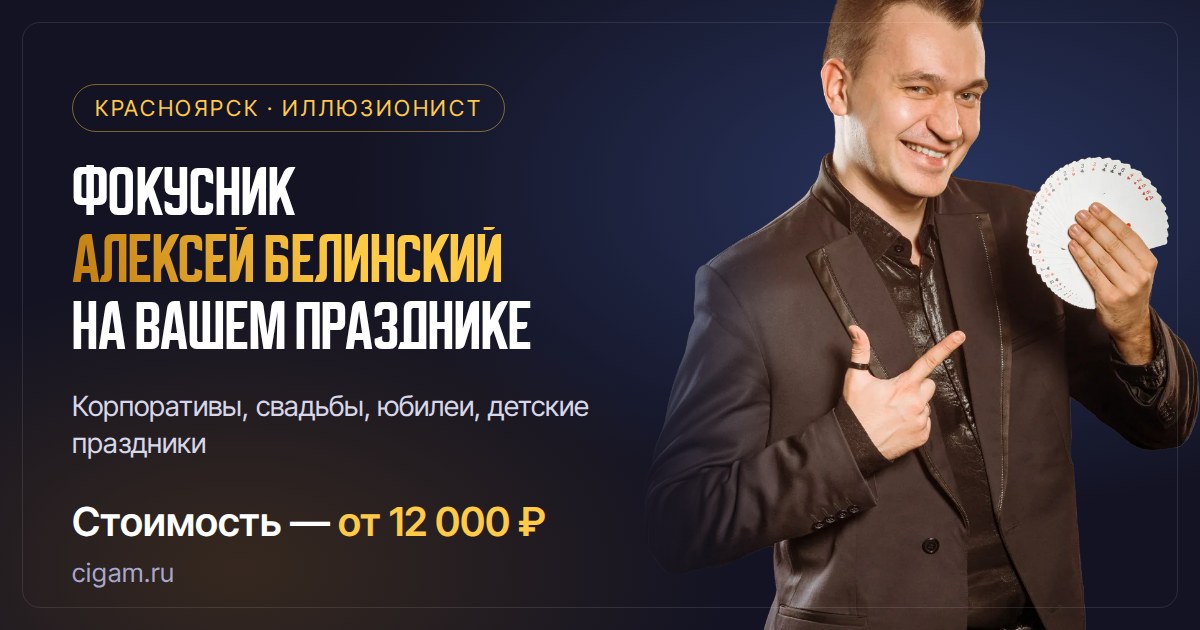 КРАСНОЯРСК · ИЛЛЮЗИОНИСТ
ФОКУСНИК
АЛЕКСЕЙ БЕЛИНСКИЙ
НА ВАШЕМ ПРАЗДНИКЕ
Корпоративы, свадьбы, юбилеи, детские
праздники
Стоимость — от 12 000 ₽
cigam.ru